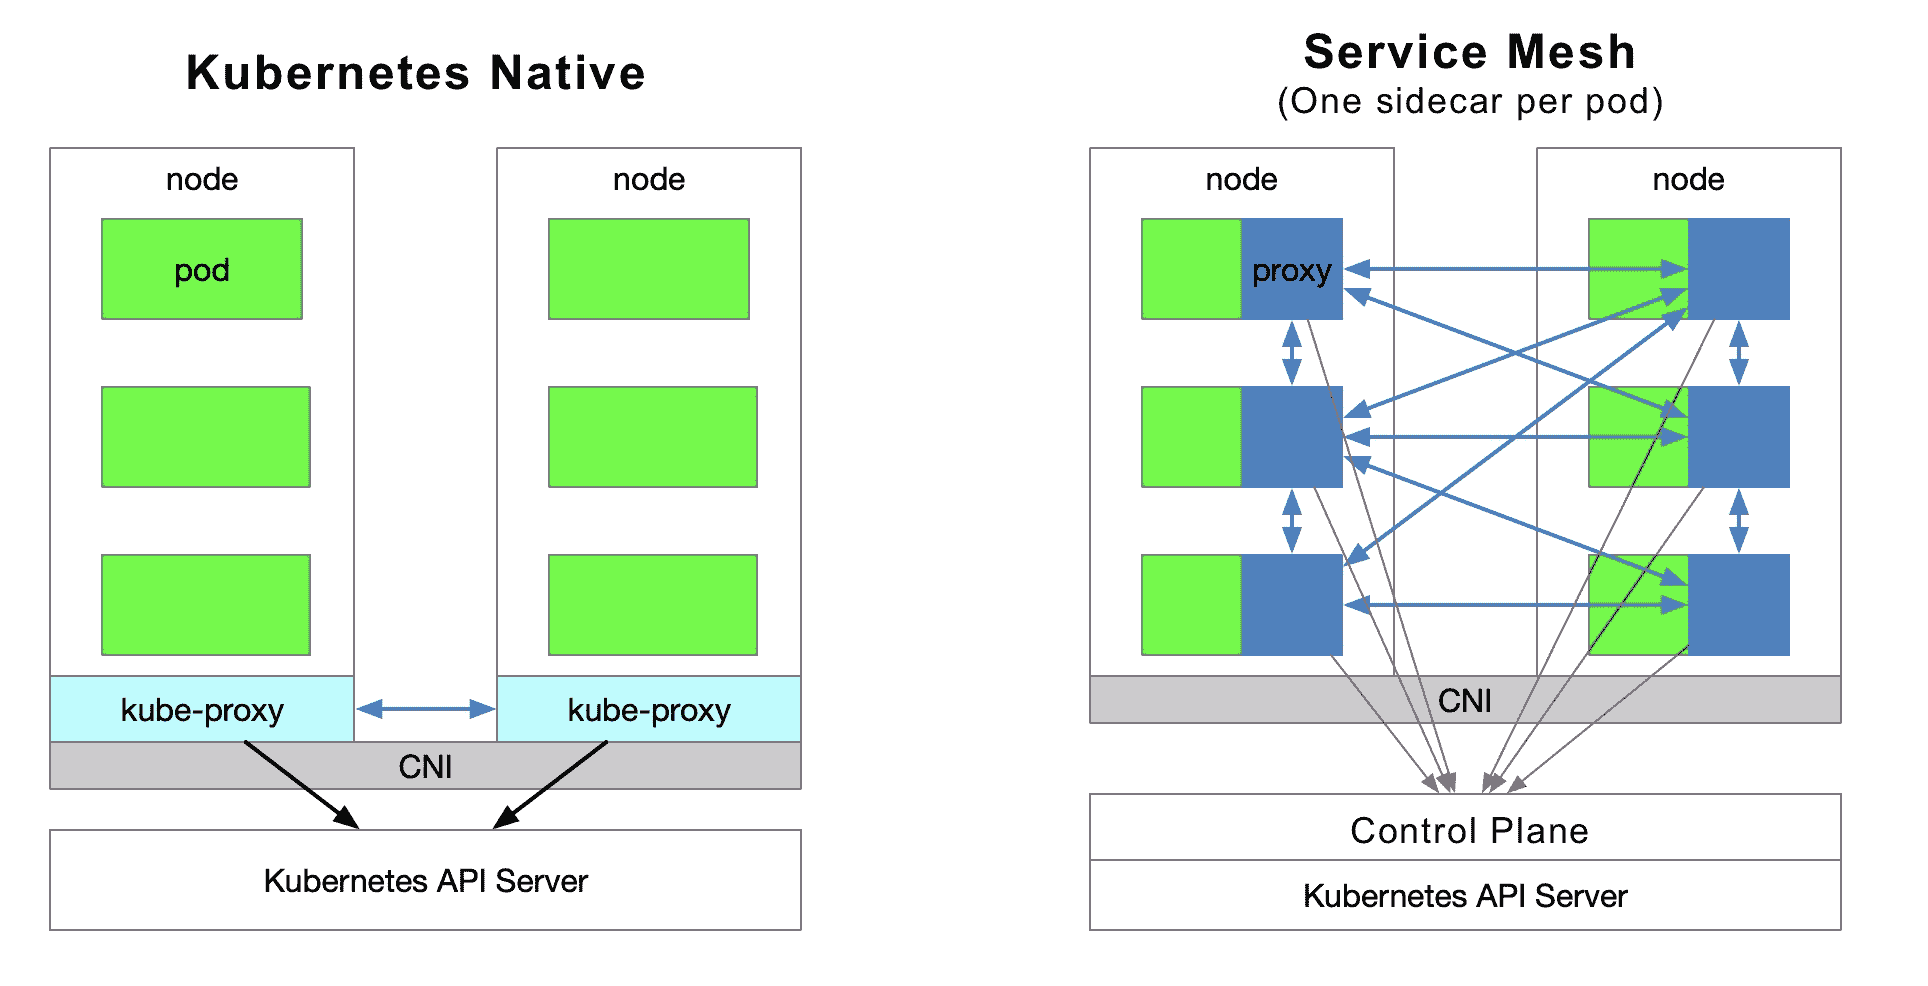 Kubernetes Native
node
node
pod
kube-proxy
kube-proxy
CNI
Kubernetes API Server
Service Mesh
(One sidecar per pod)
node
node
proxy
CNI
Control Plane
Kubernetes API Server